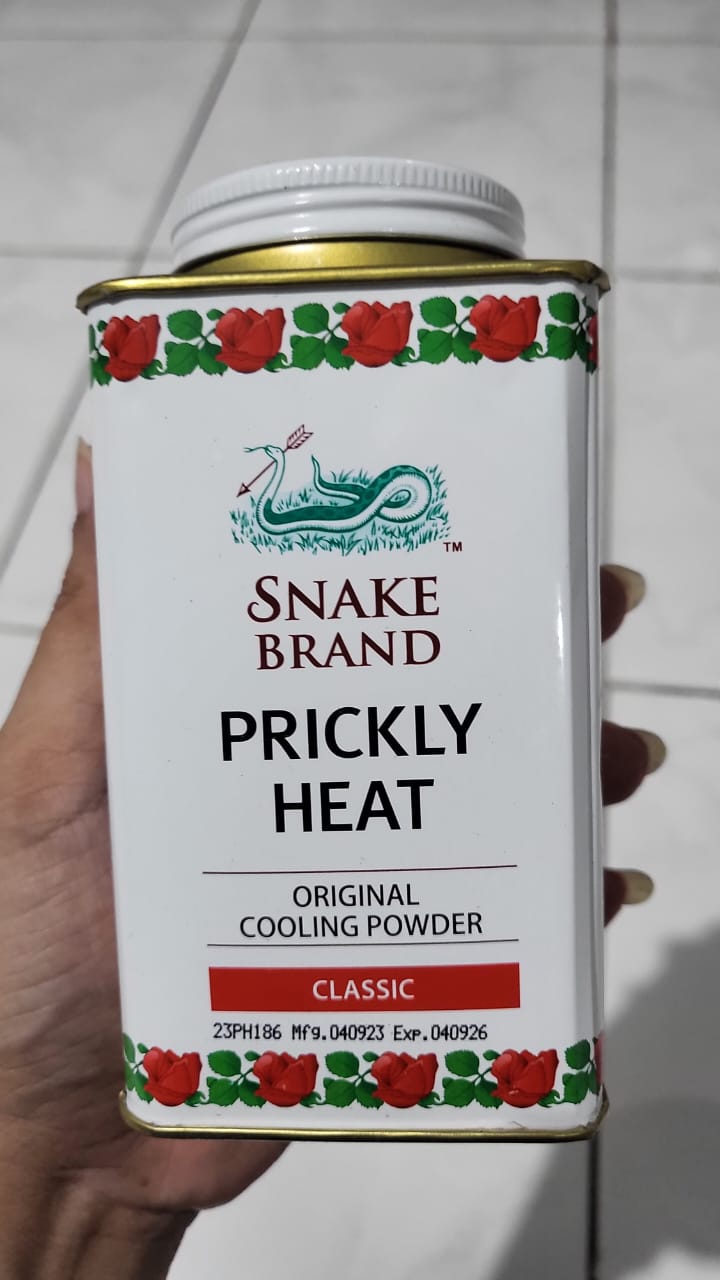 TM
SNAKE
BRAND
PRICKLY
HEAT
ORIGINAL
COOLING POWDER
CLASSIC
23PH186 Mfg.040923 Exp.040926